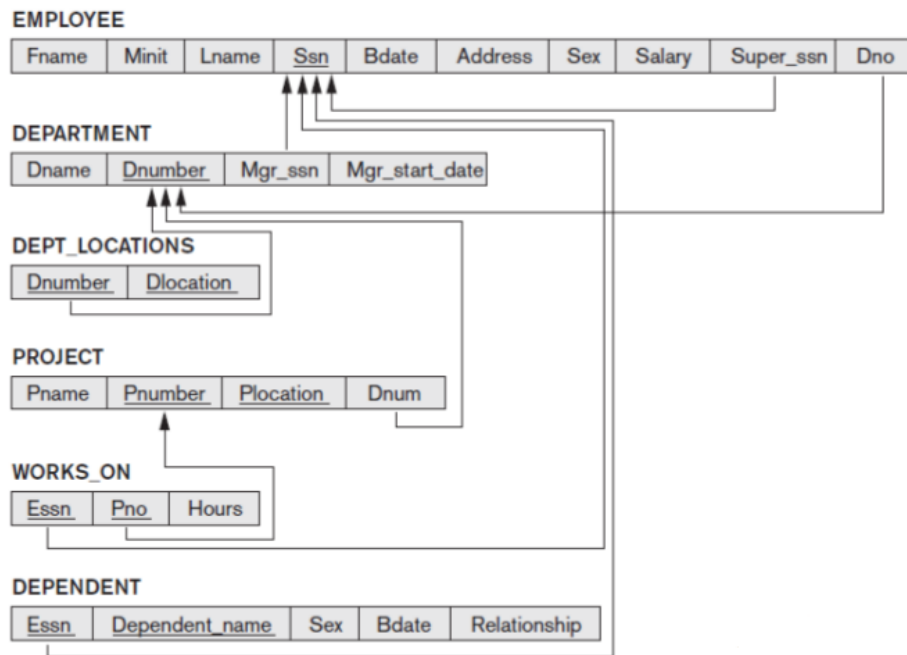 EMPLOYEE
Fname Minit Lname Ssn Bdate Address Sex Salary Super_ssn Dno
DEPARTMENT
Dname Dnumber Mgr_ssn Mgr_start_date
DEPT_LOCATIONS
Dnumber Dlocation
PROJECT
Pname Pnumber Plocation Dnum
WORKS_ON
Essn Pno Hours
DEPENDENT
Essn Dependent_name Sex Bdate Relationship